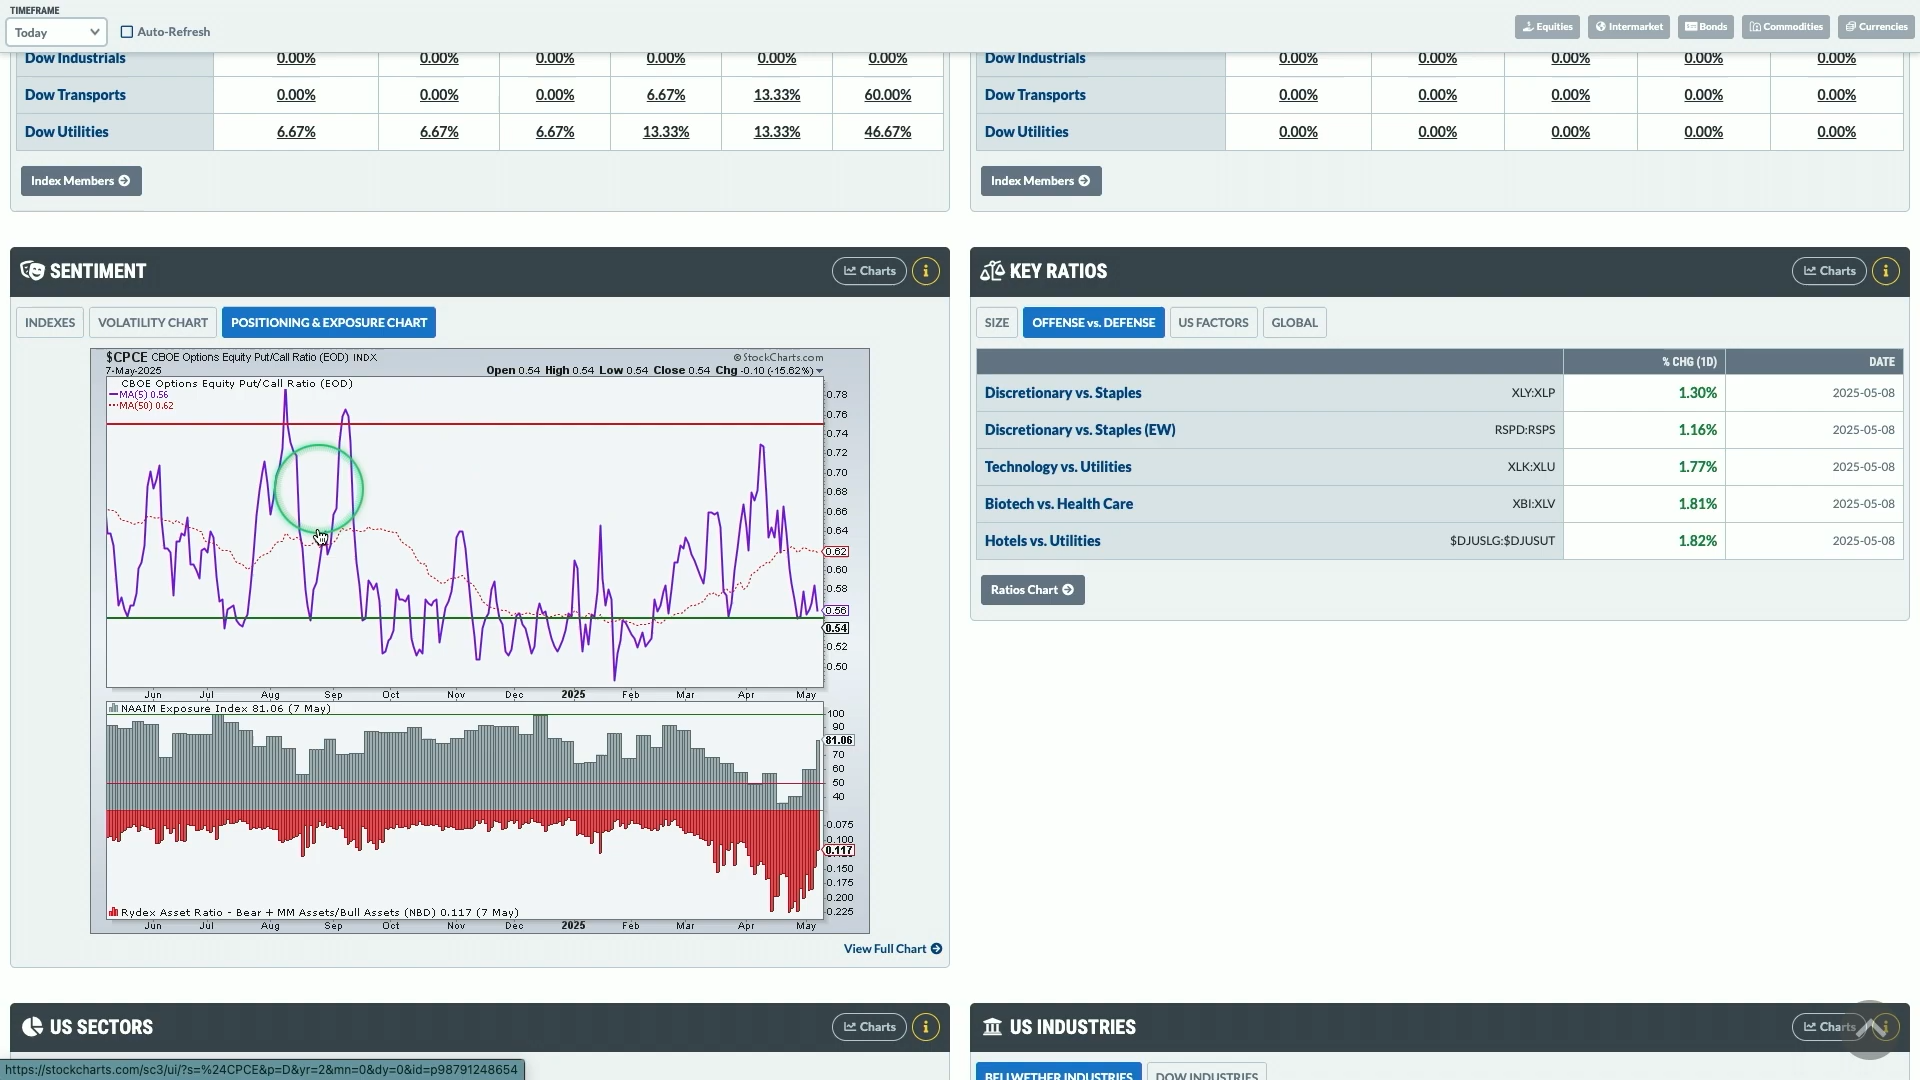 TIMEFRAME
Today
Auto-Refresh
Equities
Intermarket
Bonds
Commodities
Currencies
Dow Industrials 0.00% 0.00% 0.00% 0.00% 0.00% 0.00%
Dow Transports 0.00% 0.00% 0.00% 6.67% 13.33% 60.00%
Dow Utilities 6.67% 6.67% 6.67% 13.33% 13.33% 46.67%
Index Members
Dow Industrials 0.00% 0.00% 0.00% 0.00% 0.00%
Dow Transports 0.00% 0.00% 0.00% 0.00% 0.00%
Dow Utilities 0.00% 0.00% 0.00% 0.00% 0.00%
Index Members
SENTIMENT
Charts
i
INDEXES
VOLATILITY CHART
POSITIONING & EXPOSURE CHART
$CPCE CBOE Options Equity Put/Call Ratio (EOD) INDX
© StockCharts.com
7-May-2025
Open 0.54 High 0.54 Low 0.54 Close 0.54 Chg -0.10 (-15.62%)
CBOE Options Equity Put/Call Ratio (EOD)
MA(5) 0.56
MA(50) 0.62
0.78
0.76
0.74
0.72
0.70
0.68
0.66
0.64
0.62
0.60
0.58
0.56
0.54
0.52
0.50
Jun Jul Aug Sep Oct Nov Dec 2025 Feb Mar Apr May
NAAIM Exposure Index 81.06 (7 May)
100
90
81.06
70
60
50
40
0.075
0.100
0.117
0.150
0.175
0.200
0.225
Rydex Asset Ratio - Bear + MM Assets/Bull Assets (NBD) 0.117 (7 May)
Jun Jul Aug Sep Oct Nov Dec 2025 Feb Mar Apr May
View Full Chart
KEY RATIOS
Charts
i
SIZE
OFFENSE vs. DEFENSE
US FACTORS
GLOBAL
% CHG (1D) DATE
Discretionary vs. Staples XLY:XLP 1.30% 2025-05-08
Discretionary vs. Staples (EW) RSPD:RSPS 1.16% 2025-05-08
Technology vs. Utilities XLK:XLU 1.77% 2025-05-08
Biotech vs. Health Care XBI:XLV 1.81% 2025-05-08
Hotels vs. Utilities $DJUSLG:$DJUSUT 1.82% 2025-05-08
Ratios Chart
US SECTORS
Charts
i
US INDUSTRIES
Charts
i
BELLWETHER INDUSTRIES
DOW INDUSTRIES
https://stockcharts.com/sc3/ui/?s=%24CPCE&p=D&yr=2&mn=0&dy=0&id=p98791248654